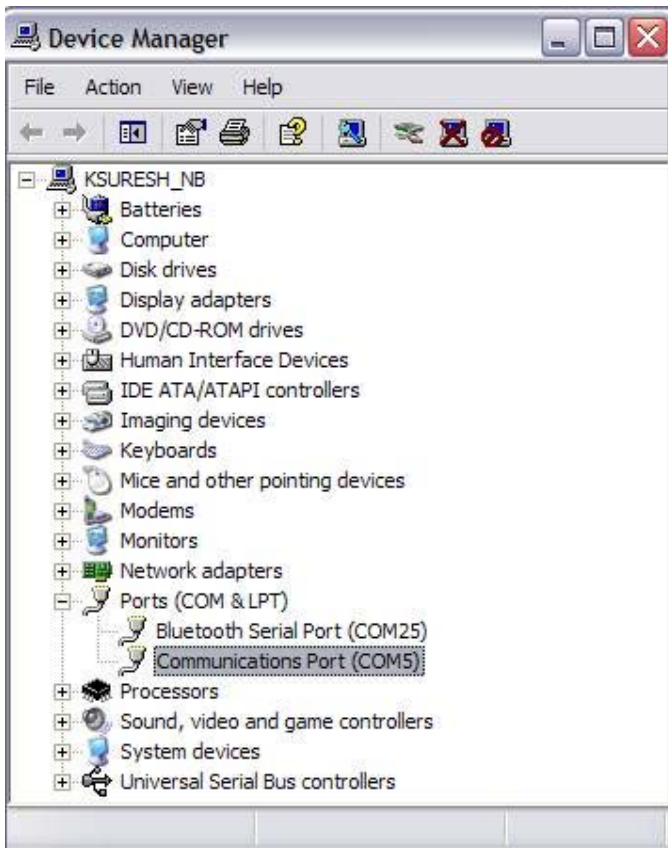 Device Manager
File Action View Help
KSURESH_NB
Batteries
Computer
Disk drives
Display adapters
DVD/CD-ROM drives
Human Interface Devices
IDE ATA/ATAPI controllers
Imaging devices
Keyboards
Mice and other pointing devices
Modems
Monitors
Network adapters
Ports (COM & LPT)
Bluetooth Serial Port (COM25)
Communications Port (COM5)
Processors
Sound, video and game controllers
System devices
Universal Serial Bus controllers